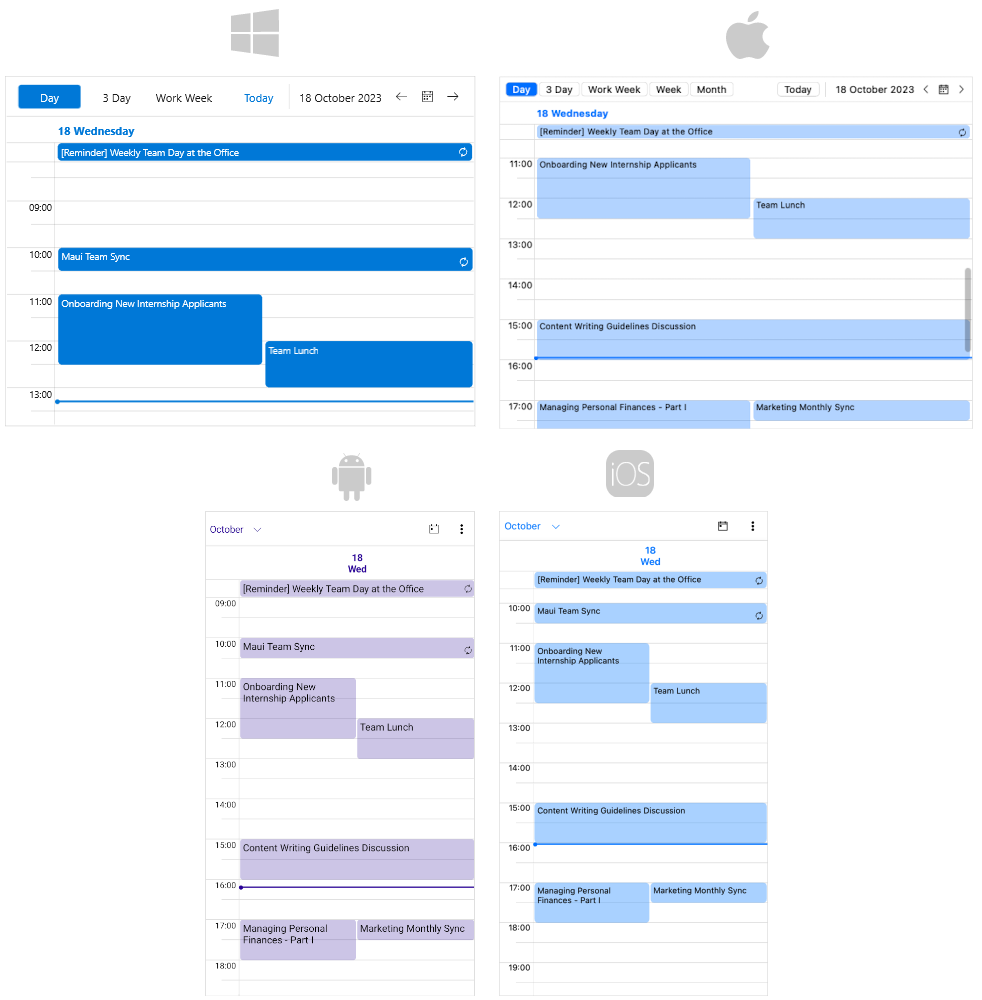 Day 3 Day Work Week Today 18 October 2023
18 Wednesday
[Reminder] Weekly Team Day at the Office
09:00
10:00 Maui Team Sync
11:00 Onboarding New Internship Applicants
12:00 Team Lunch
13:00
Day 3 Day Work Week Week Month Today 18 October 2023
18 Wednesday
[Reminder] Weekly Team Day at the Office
11:00 Onboarding New Internship Applicants
12:00 Team Lunch
13:00
14:00
15:00 Content Writing Guidelines Discussion
16:00
17:00 Managing Personal Finances - Part I Marketing Monthly Sync
October
18
Wed
[Reminder] Weekly Team Day at the Office
09:00
10:00 Maui Team Sync
11:00 Onboarding New
Internship Applicants
12:00 Team Lunch
13:00
14:00
15:00 Content Writing Guidelines Discussion
16:00
17:00 Managing Personal Marketing Monthly Sync
Finances - Part I
18:00
iOS
October
18
Wed
[Reminder] Weekly Team Day at the Office
10:00 Maui Team Sync
11:00 Onboarding New
Internship Applicants
12:00 Team Lunch
13:00
14:00
15:00 Content Writing Guidelines Discussion
16:00
17:00 Managing Personal Marketing Monthly Sync
Finances - Part I
18:00
19:00